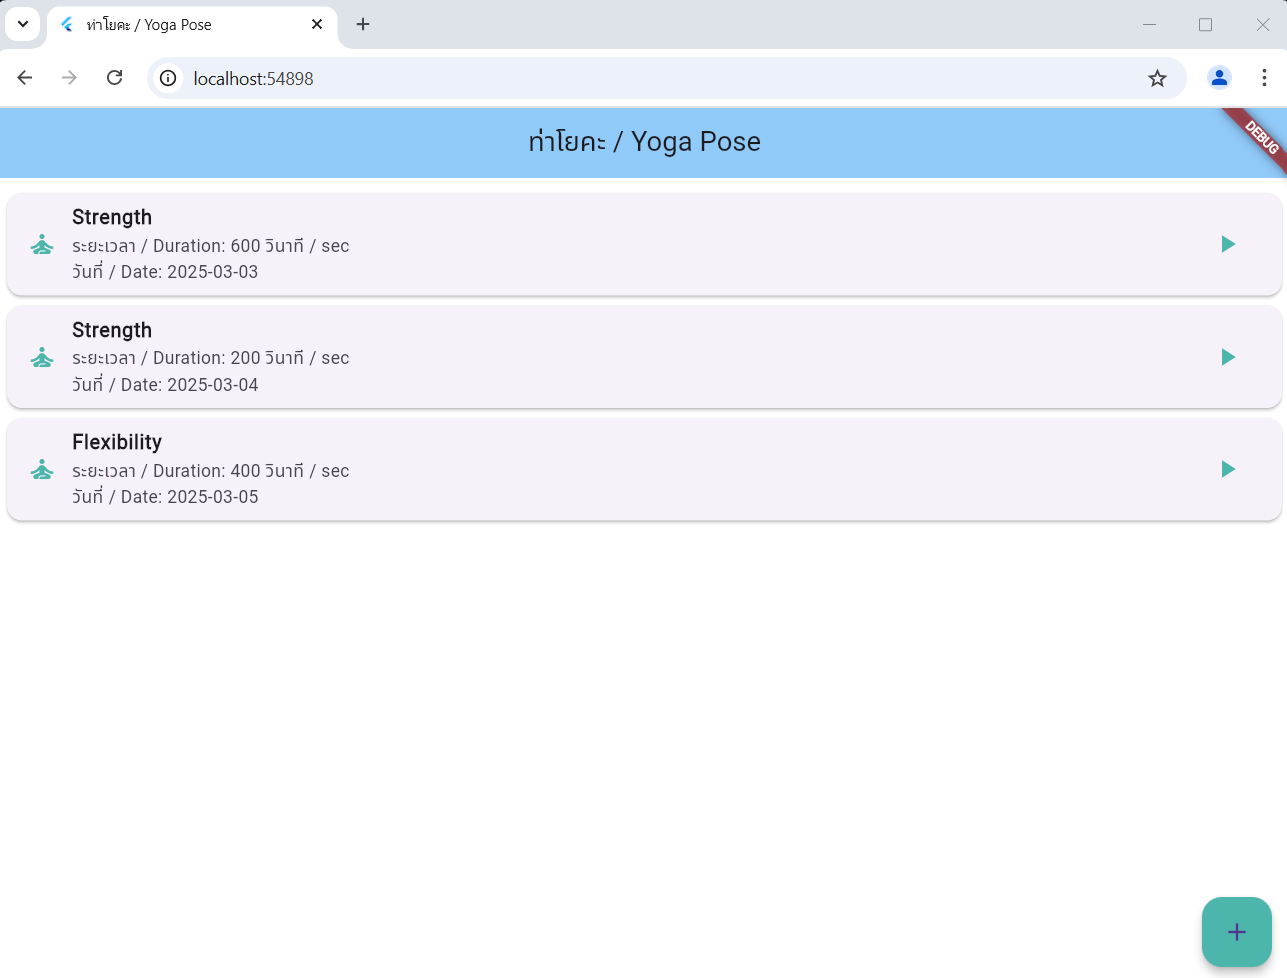 ท่าโยคะ / Yoga Pose
localhost:54898
ท่าโยคะ / Yoga Pose
DEBUG
Strength
ระยะเวลา / Duration: 600 วินาที / sec
วันที่ / Date: 2025-03-03
Strength
ระยะเวลา / Duration: 200 วินาที / sec
วันที่ / Date: 2025-03-04
Flexibility
ระยะเวลา / Duration: 400 วินาที / sec
วันที่ / Date: 2025-03-05